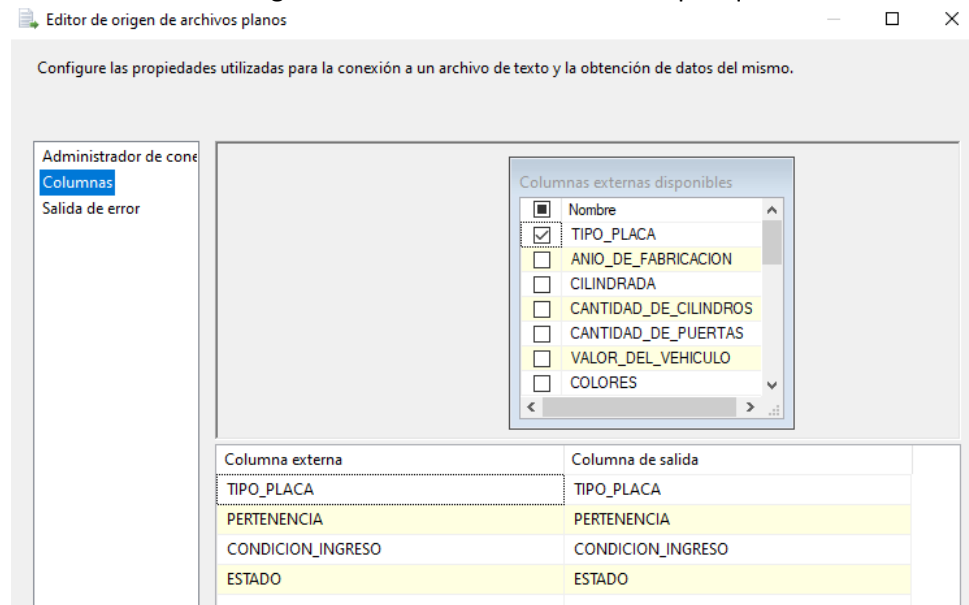 Editor de origen de archivos planos
Configure las propiedades utilizadas para la conexión a un archivo de texto y la obtención de datos del mismo.
Administrador de cone
Columnas
Salida de error
Columnas externas disponibles
Nombre
TIPO_PLACA
ANIO_DE_FABRICACION
CILINDRADA
CANTIDAD_DE_CILINDROS
CANTIDAD_DE_PUERTAS
VALOR_DEL_VEHICULO
COLORES
Columna externa Columna de salida
TIPO_PLACA TIPO_PLACA
PERTENENCIA PERTENENCIA
CONDICION_INGRESO CONDICION_INGRESO
ESTADO ESTADO